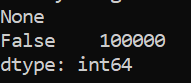 None
False    100000
dtype: int64